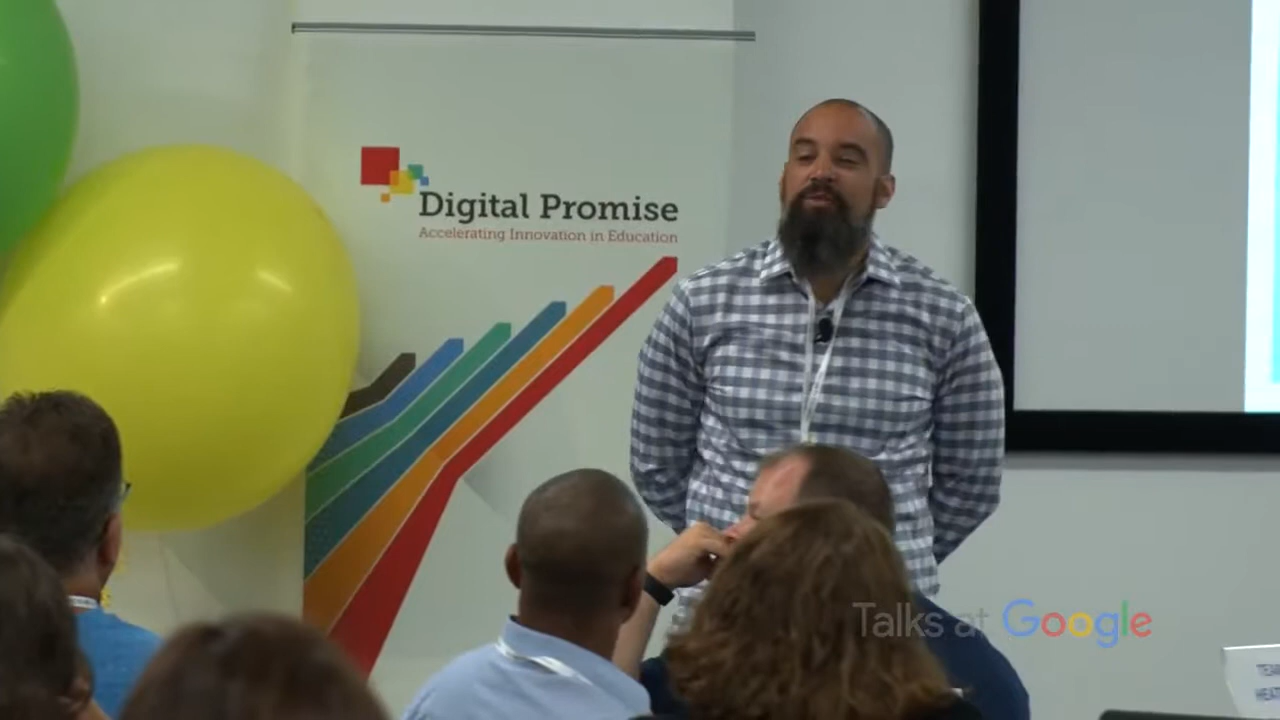 Digital Promise
Accelerating Innovation in Education
Talks at Google